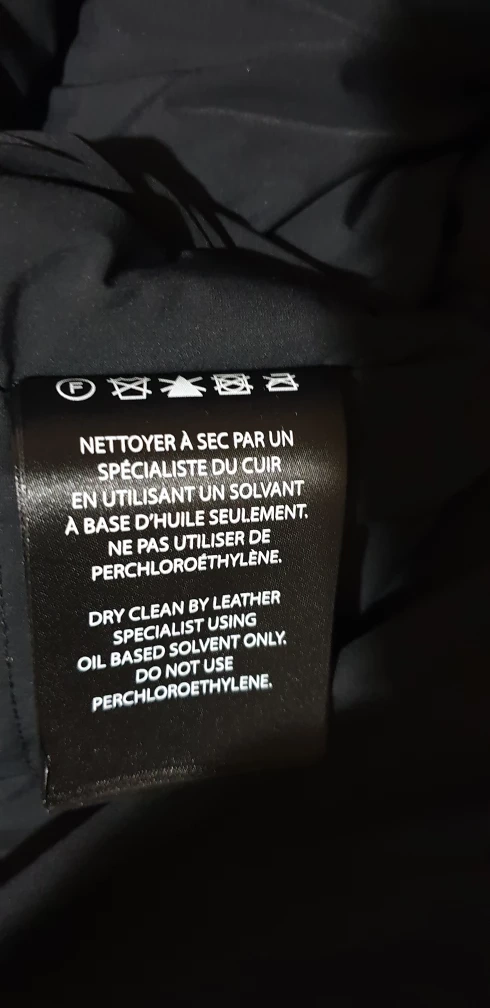 F
NETTOYER À SEC PAR UN
SPÉCIALISTE DU CUIR
EN UTILISANT UN SOLVANT
À BASE D'HUILE SEULEMENT.
NE PAS UTILISER DE
PERCHLOROÉTHYLÈNE.
DRY CLEAN BY LEATHER
SPECIALIST USING
OIL BASED SOLVENT ONLY.
DO NOT USE
PERCHLOROETHYLENE.